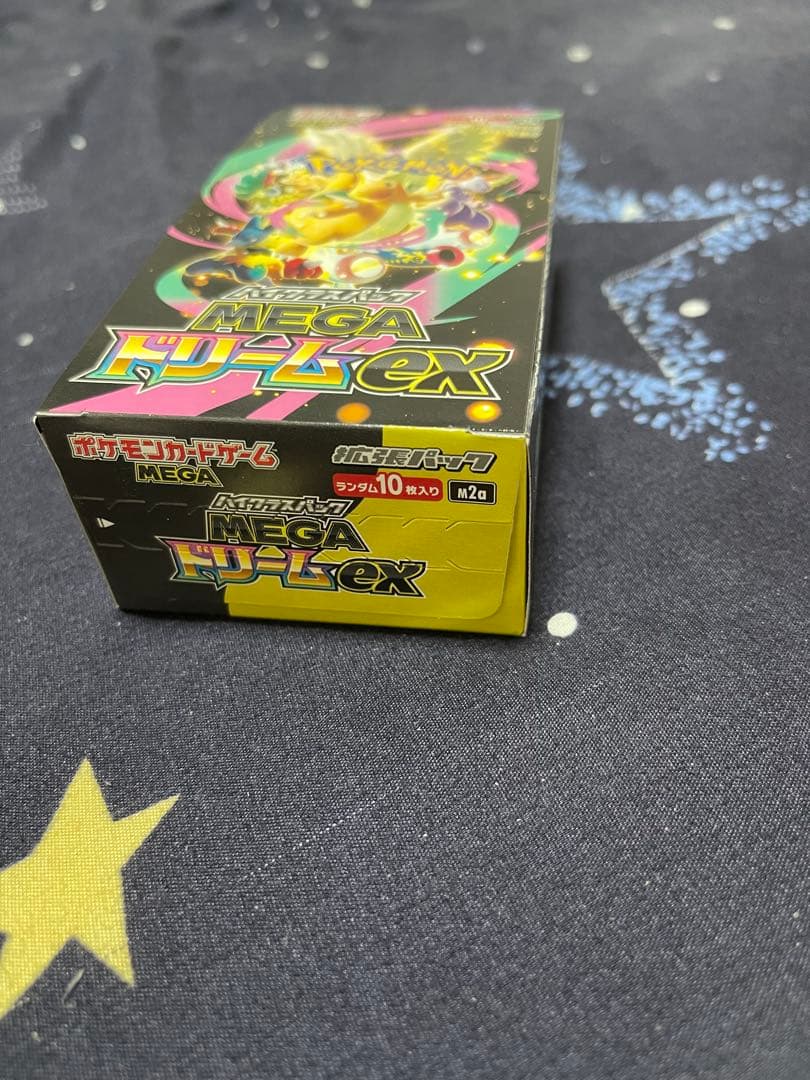 POKÉMON
ハイクラスパック
MEGA
ドリームex
ポケモンカードゲーム
MEGA
拡張パック
ランダム10枚入り
M2a
ハイクラスパック
MEGA
ドリームex